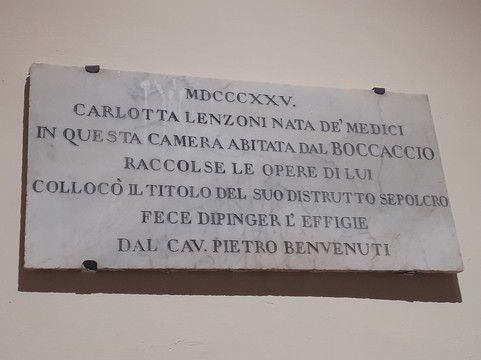 MDCCCXXV.
CARLOTTA LENZONI NATA DE' MEDICI
IN QUESTA CAMERA ABITATA DAL BOCCACCIO
RACCOLSE LE OPERE DI LUI
COLLOCÒ IL TITOLO DEL SUO DISTRUTTO SEPOLCRO
FECE DIPINGER L' EFFIGIE
DAL CAV. PIETRO BENVENUTI